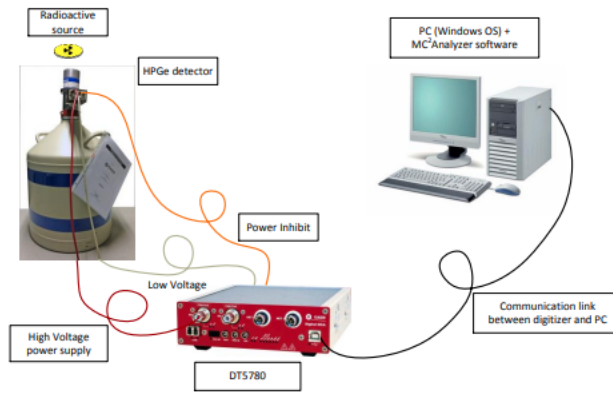 Radioactive
source
HPGe detector
PC (Windows OS) +
MC²Analyzer software
Power Inhibit
Low Voltage
High Voltage
power supply
Communication link
between digitizer and PC
DT5780